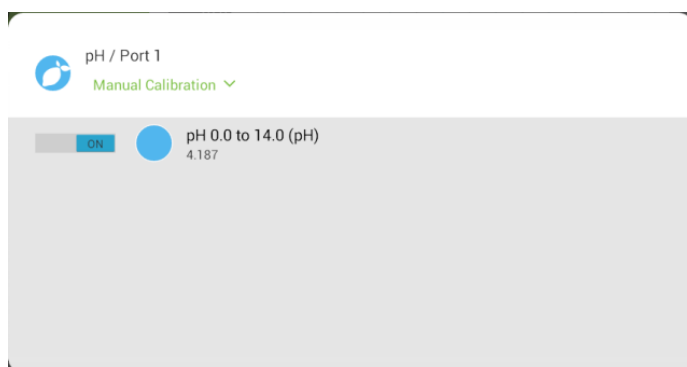 pH / Port 1
Manual Calibration
ON
pH 0.0 to 14.0 (pH)
4.187